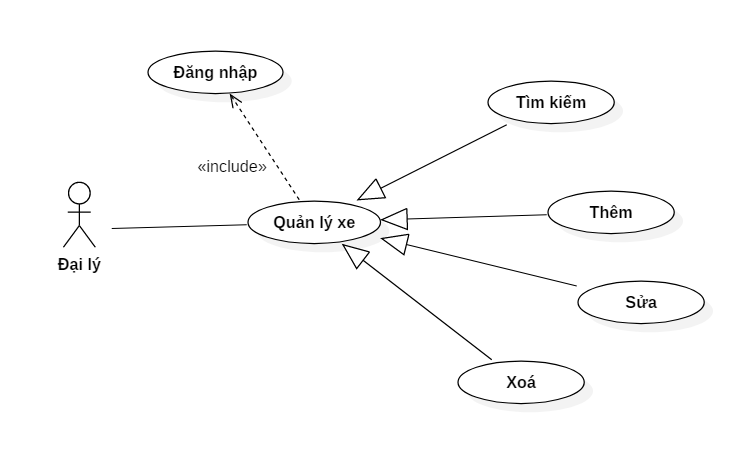 Đăng nhập
Tìm kiếm
«include»
Thêm
Quản lý xe
Đại lý
Sửa
Xoá